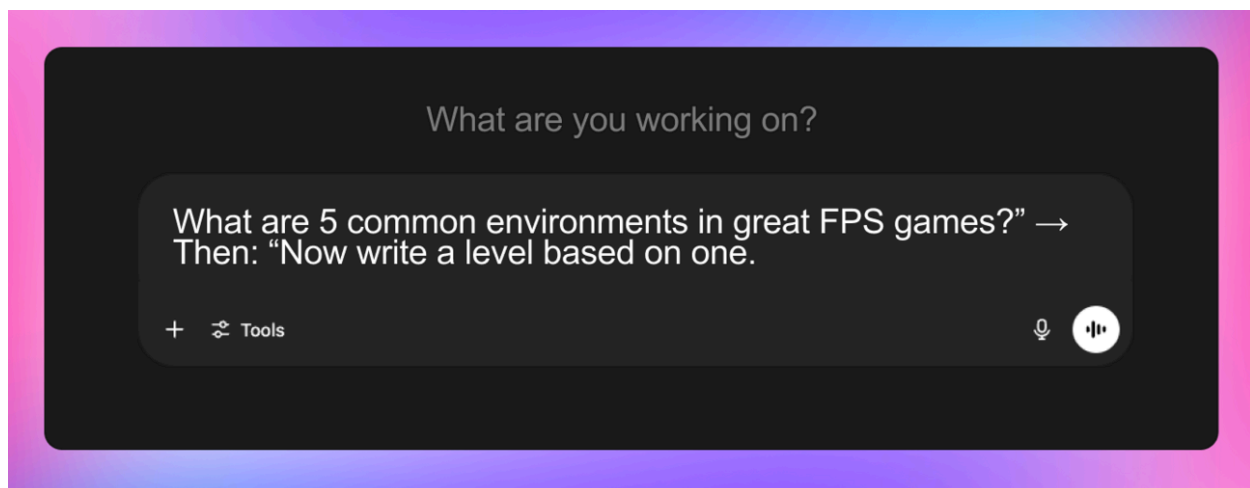 What are you working on?
What are 5 common environments in great FPS games?” →
Then: “Now write a level based on one.
Tools